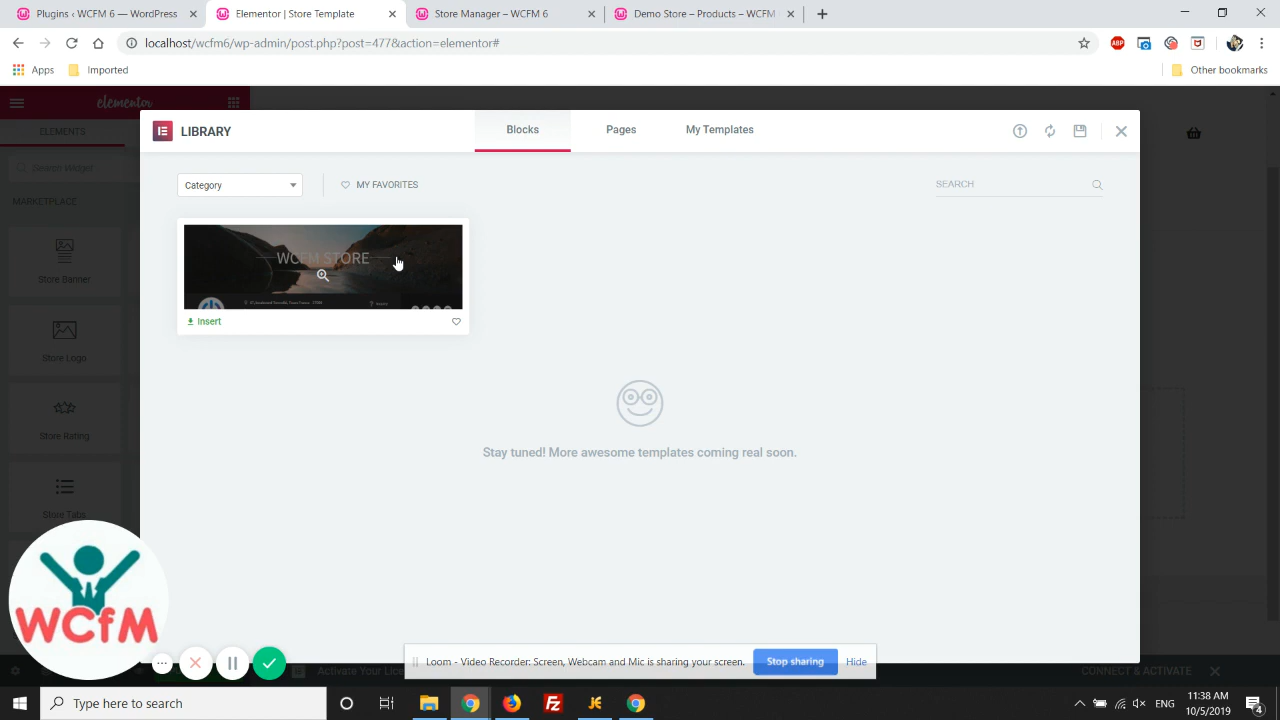 Plugins ‹ WCFM 6 — WordPress
Elementor | Store Template
Store Manager – WCFM 6
Demo Store – Products – WCFM
localhost/wcfm6/wp-admin/post.php?post=477&action=elementor#
ABP
Apps
Imported
Other bookmarks
elementor
LIBRARY
Blocks
Pages
My Templates
ELEMENTS
Search Widget
Category
MY FAVORITES
SEARCH
MARKETPLACE
WCFM STORE
Store Banner
Insert
Store Logo
Store Rating
Stay tuned! More awesome templates coming real soon.
Store Tabs
WCfM
Loom - Video Recorder: Screen, Webcam and Mic is sharing your screen.
Stop sharing
Hide
Activate Your Lice
CONNECT & ACTIVATE
Type here to search
ENG
11:38 AM
10/5/2019
4